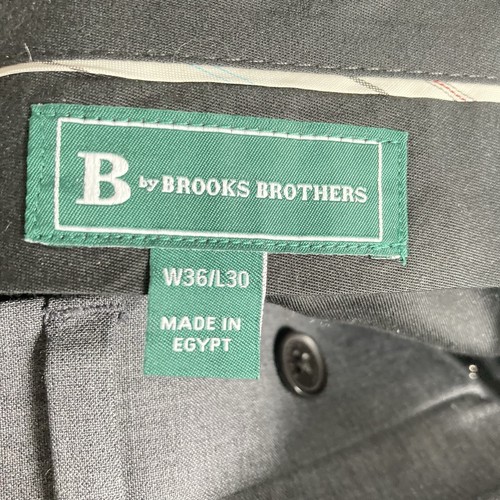 B by BROOKS BROTHERS
W36/L30
MADE IN
EGYPT